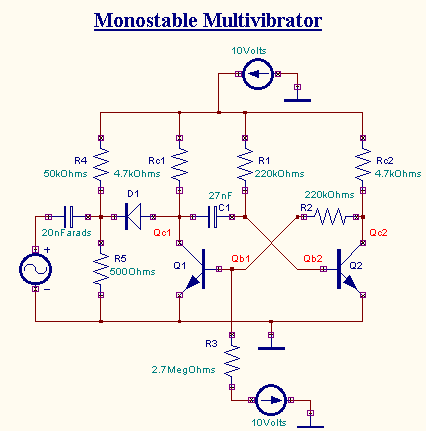 Monostable Multivibrator
10Volts
R4
50kOhms
Rc1
4.7kOhms
R1
220kOhms
Rc2
4.7kOhms
D1
27nF
C1
R2
220kOhms
20nFarads
Qc1
Qc2
+
-
R5
500Ohms
Q1
Qb1
Qb2
Q2
R3
2.7MegOhms
10Volts